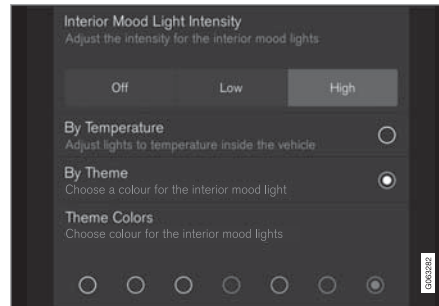 Interior Mood Light Intensity
Adjust the intensity for the interior mood lights
Off Low High
By Temperature
Adjust lights to temperature inside the vehicle
By Theme
Choose a colour for the interior mood light
Theme Colors
Choose colour for the interior mood lights
G063282